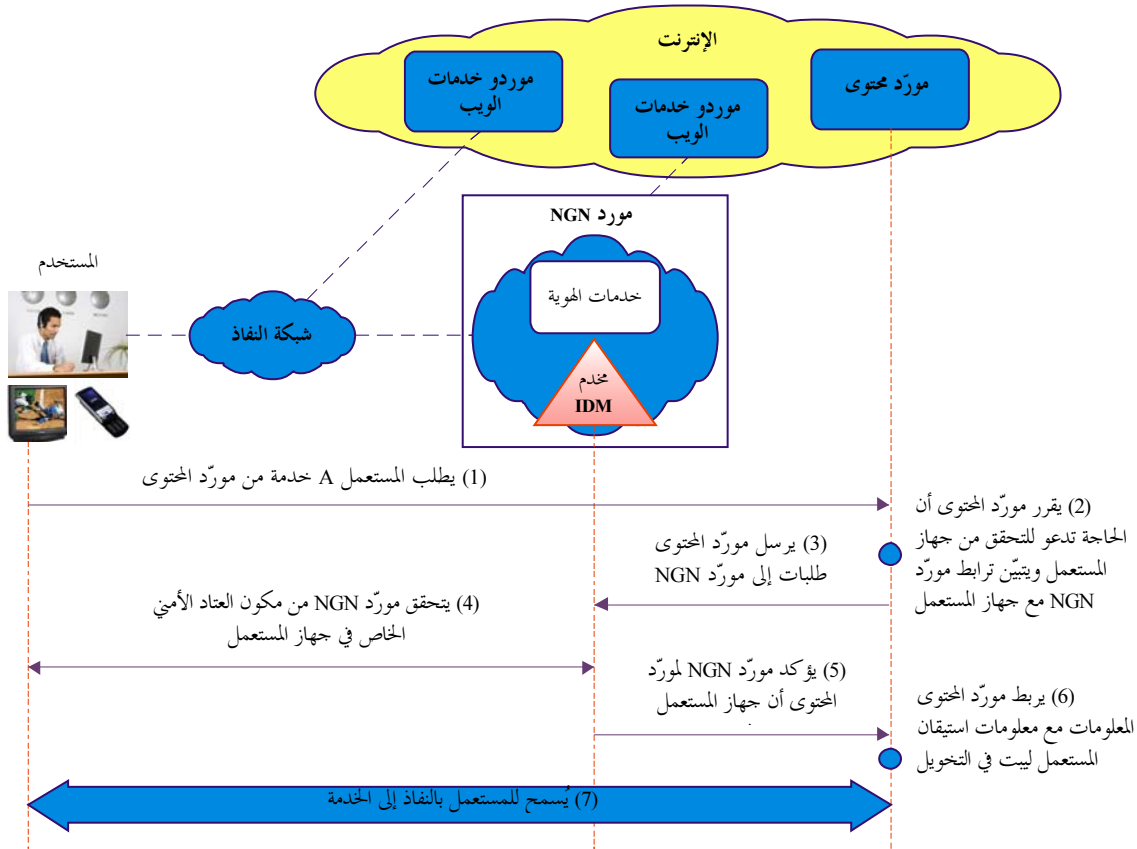 الإنترنت
موردو خدمات
الويب
موردو خدمات
الويب
مورّد محتوى
مورد NGN
خدمات الهوية
مخدم
IDM
المستخدم
شبكة النفاذ
(1) يطلب المستعمل A خدمة من مورّد المحتوى
(2) يقرر مورّد المحتوى أن
الحاجة تدعو للتحقق من جهاز
المستعمل ويتبيّن ترابط مورّد
NGN مع جهاز المستعمل
(3) يرسل مورّد المحتوى
طلبات إلى مورّد NGN
(4) يتحقق مورّد NGN من مكون العتاد الأمني
الخاص في جهاز المستعمل
(5) يؤكد مورّد NGN لمورّد
المحتوى أن جهاز المستعمل
(6) يربط مورّد المحتوى
المعلومات مع معلومات استيقان
المستعمل ليبت في التخويل
(7) يُسمح للمستعمل بالنفاذ إلى الخدمة